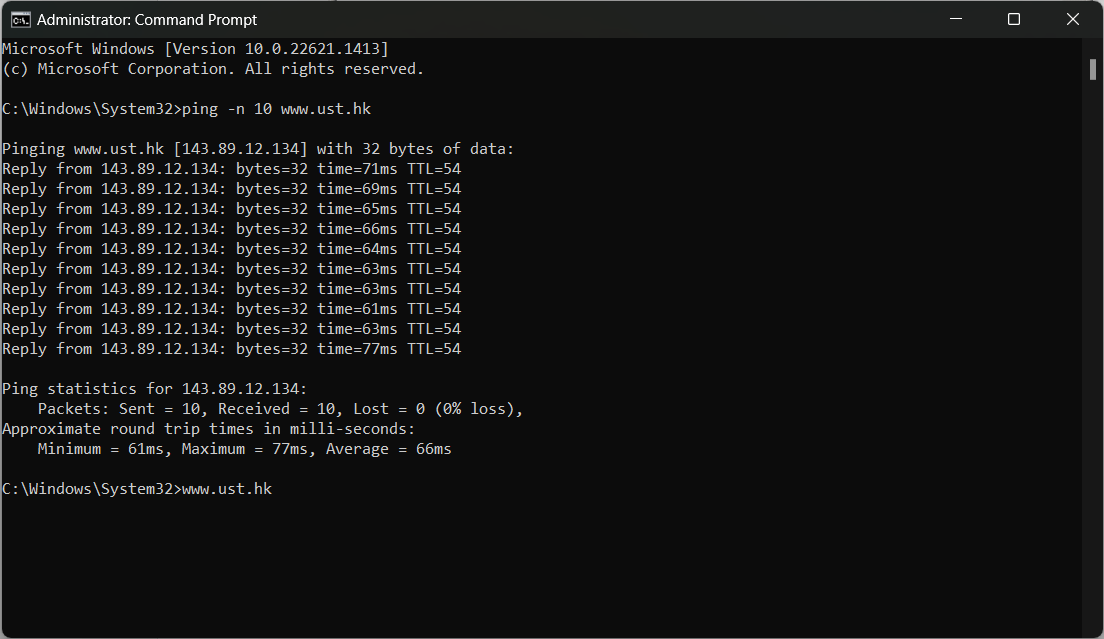 Administrator: Command Prompt
Microsoft Windows [Version 10.0.22621.1413]
(c) Microsoft Corporation. All rights reserved.
C:\Windows\System32>ping -n 10 www.ust.hk
Pinging www.ust.hk [143.89.12.134] with 32 bytes of data:
Reply from 143.89.12.134: bytes=32 time=71ms TTL=54
Reply from 143.89.12.134: bytes=32 time=69ms TTL=54
Reply from 143.89.12.134: bytes=32 time=65ms TTL=54
Reply from 143.89.12.134: bytes=32 time=66ms TTL=54
Reply from 143.89.12.134: bytes=32 time=64ms TTL=54
Reply from 143.89.12.134: bytes=32 time=63ms TTL=54
Reply from 143.89.12.134: bytes=32 time=63ms TTL=54
Reply from 143.89.12.134: bytes=32 time=61ms TTL=54
Reply from 143.89.12.134: bytes=32 time=63ms TTL=54
Reply from 143.89.12.134: bytes=32 time=77ms TTL=54
Ping statistics for 143.89.12.134:
    Packets: Sent = 10, Received = 10, Lost = 0 (0% loss),
Approximate round trip times in milli-seconds:
    Minimum = 61ms, Maximum = 77ms, Average = 66ms
C:\Windows\System32>www.ust.hk